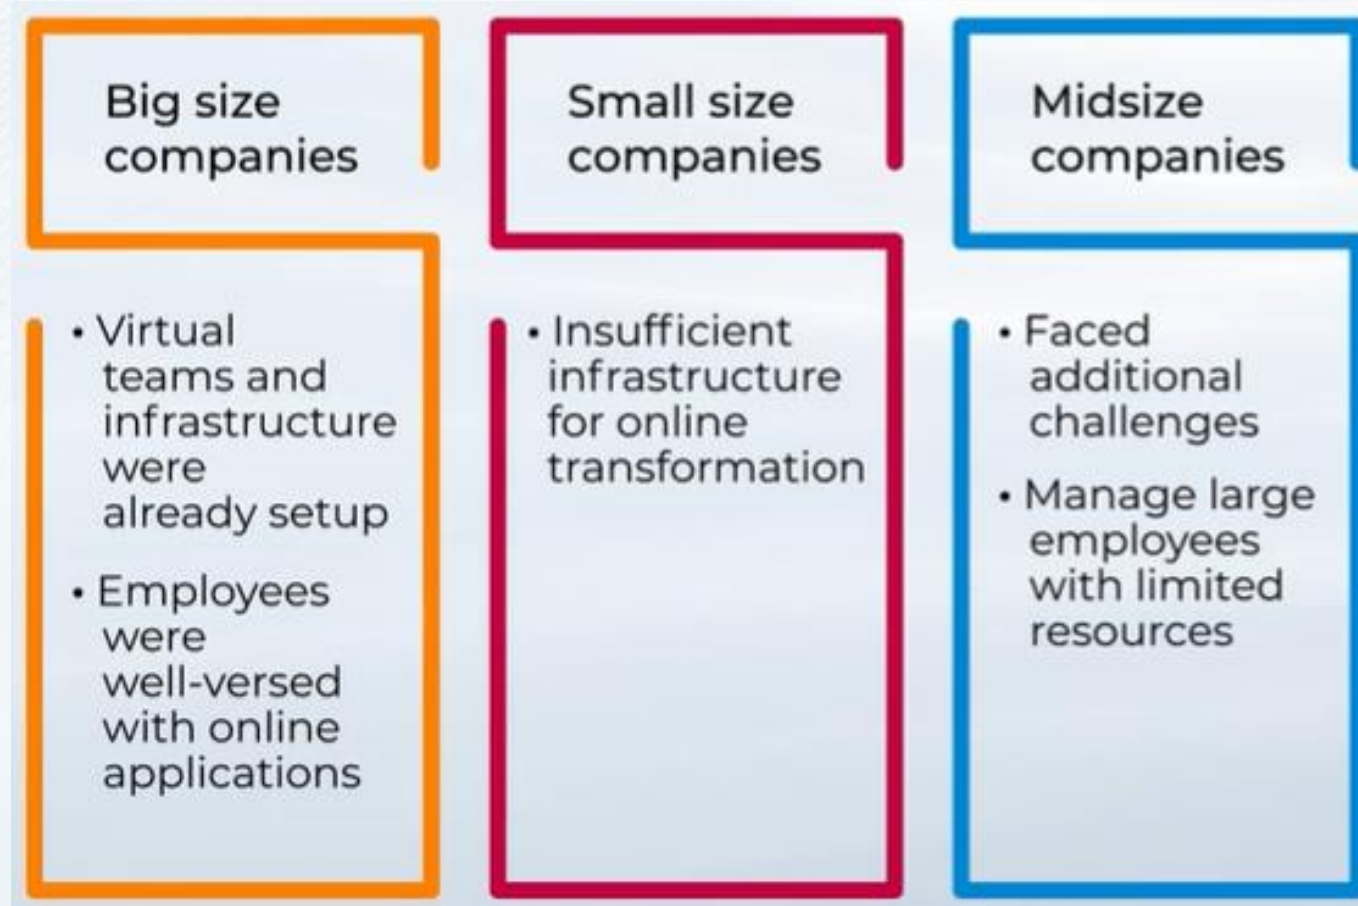 Big size
companies
• Virtual
teams and
infrastructure
were
already setup
• Employees
were
well-versed
with online
applications
Small size
companies
• Insufficient
infrastructure
for online
transformation
Midsize
companies
• Faced
additional
challenges
• Manage large
employees
with limited
resources